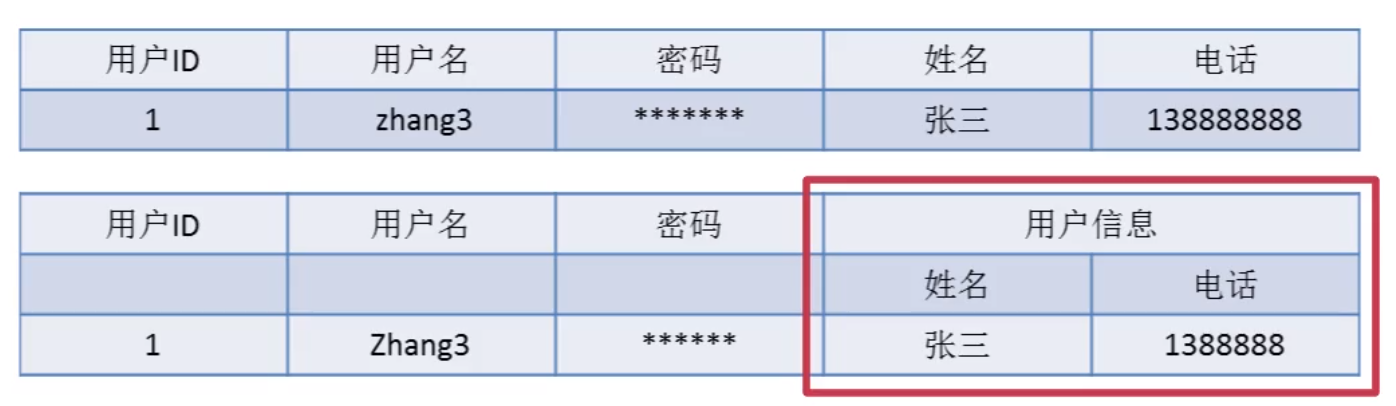 用户ID 用户名 密码 姓名 电话
1 zhang3 ******* 张三 138888888
用户ID 用户名 密码 用户信息
姓名 电话
1 Zhang3 ****** 张三 1388888